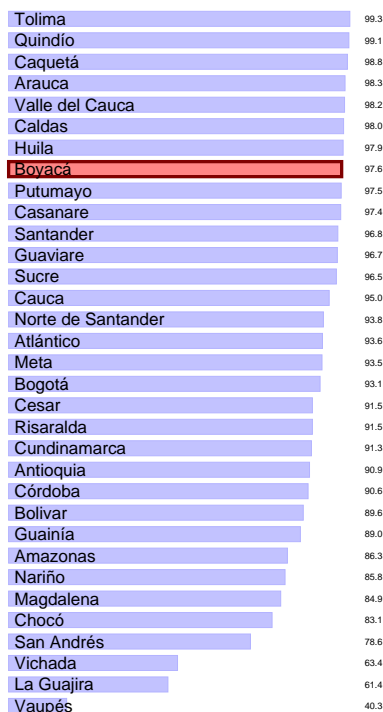 Tolima 99.3
Quindío 99.1
Caquetá 98.8
Arauca 98.3
Valle del Cauca 98.2
Caldas 98.0
Huila 97.9
Boyacá 97.6
Putumayo 97.5
Casanare 97.4
Santander 96.8
Guaviare 96.7
Sucre 96.5
Cauca 95.0
Norte de Santander 93.8
Atlántico 93.6
Meta 93.5
Bogotá 93.1
Cesar 91.5
Risaralda 91.5
Cundinamarca 91.3
Antioquia 90.9
Córdoba 90.6
Bolivar 89.6
Guainía 89.0
Amazonas 86.3
Nariño 85.8
Magdalena 84.9
Chocó 83.1
San Andrés 78.6
Vichada 63.4
La Guajira 61.4
Vaupés 40.3